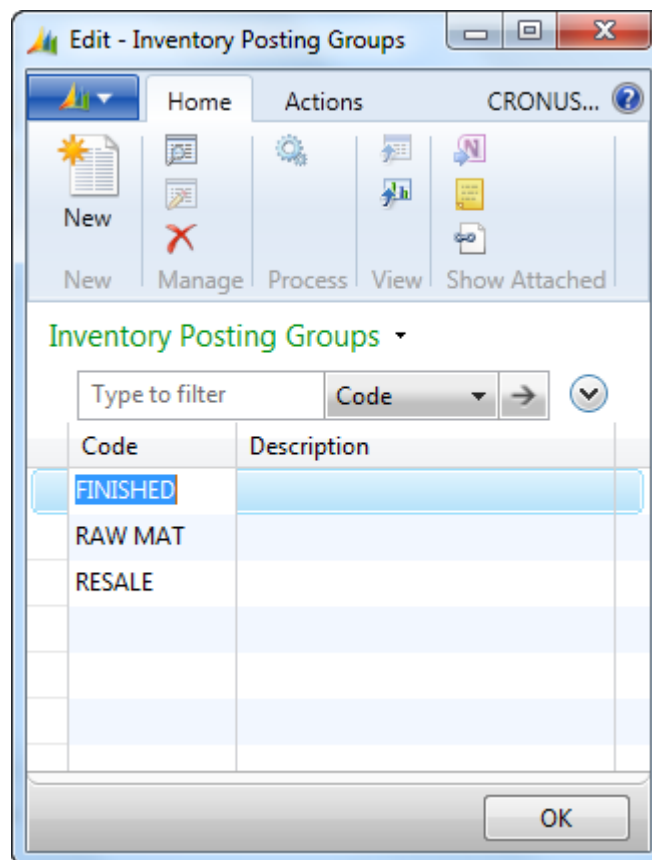 Edit - Inventory Posting Groups
Home Actions CRONUS...
New
New Manage Process View Show Attached
Inventory Posting Groups
Type to filter Code
Code Description
FINISHED
RAW MAT
RESALE
OK